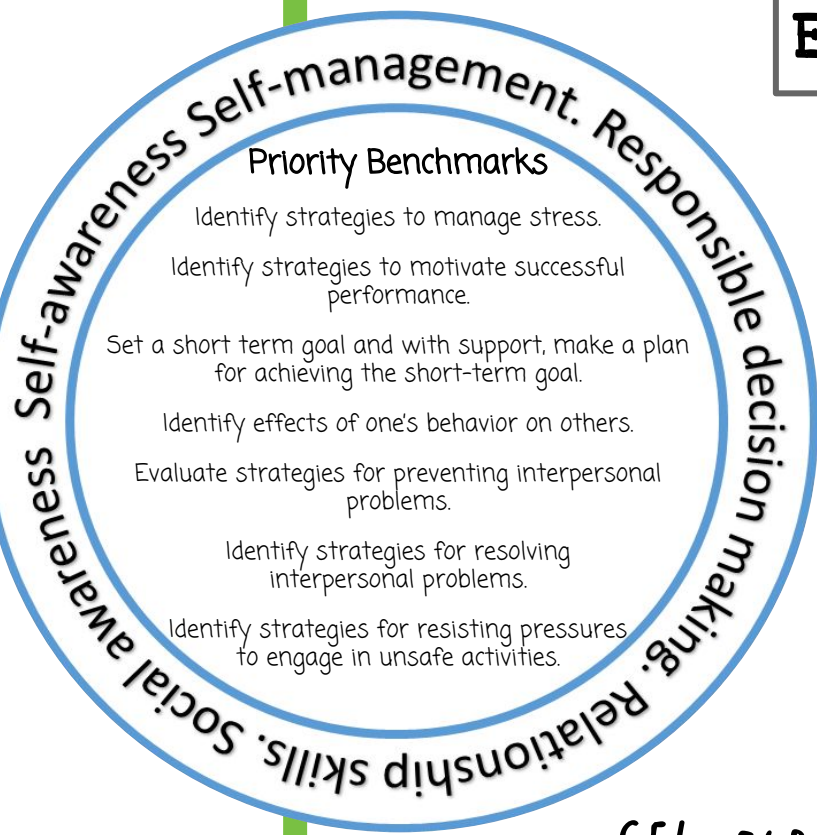 Self-awareness Self-management. Responsible decision making. Relationship skills. Social awareness
Priority Benchmarks
Identify strategies to manage stress.
Identify strategies to motivate successful
performance.
Set a short term goal and with support, make a plan
for achieving the short-term goal.
Identify effects of one's behavior on others.
Evaluate strategies for preventing interpersonal
problems.
Identify strategies for resolving
interpersonal problems.
Identify strategies for resisting pressures
to engage in unsafe activities.